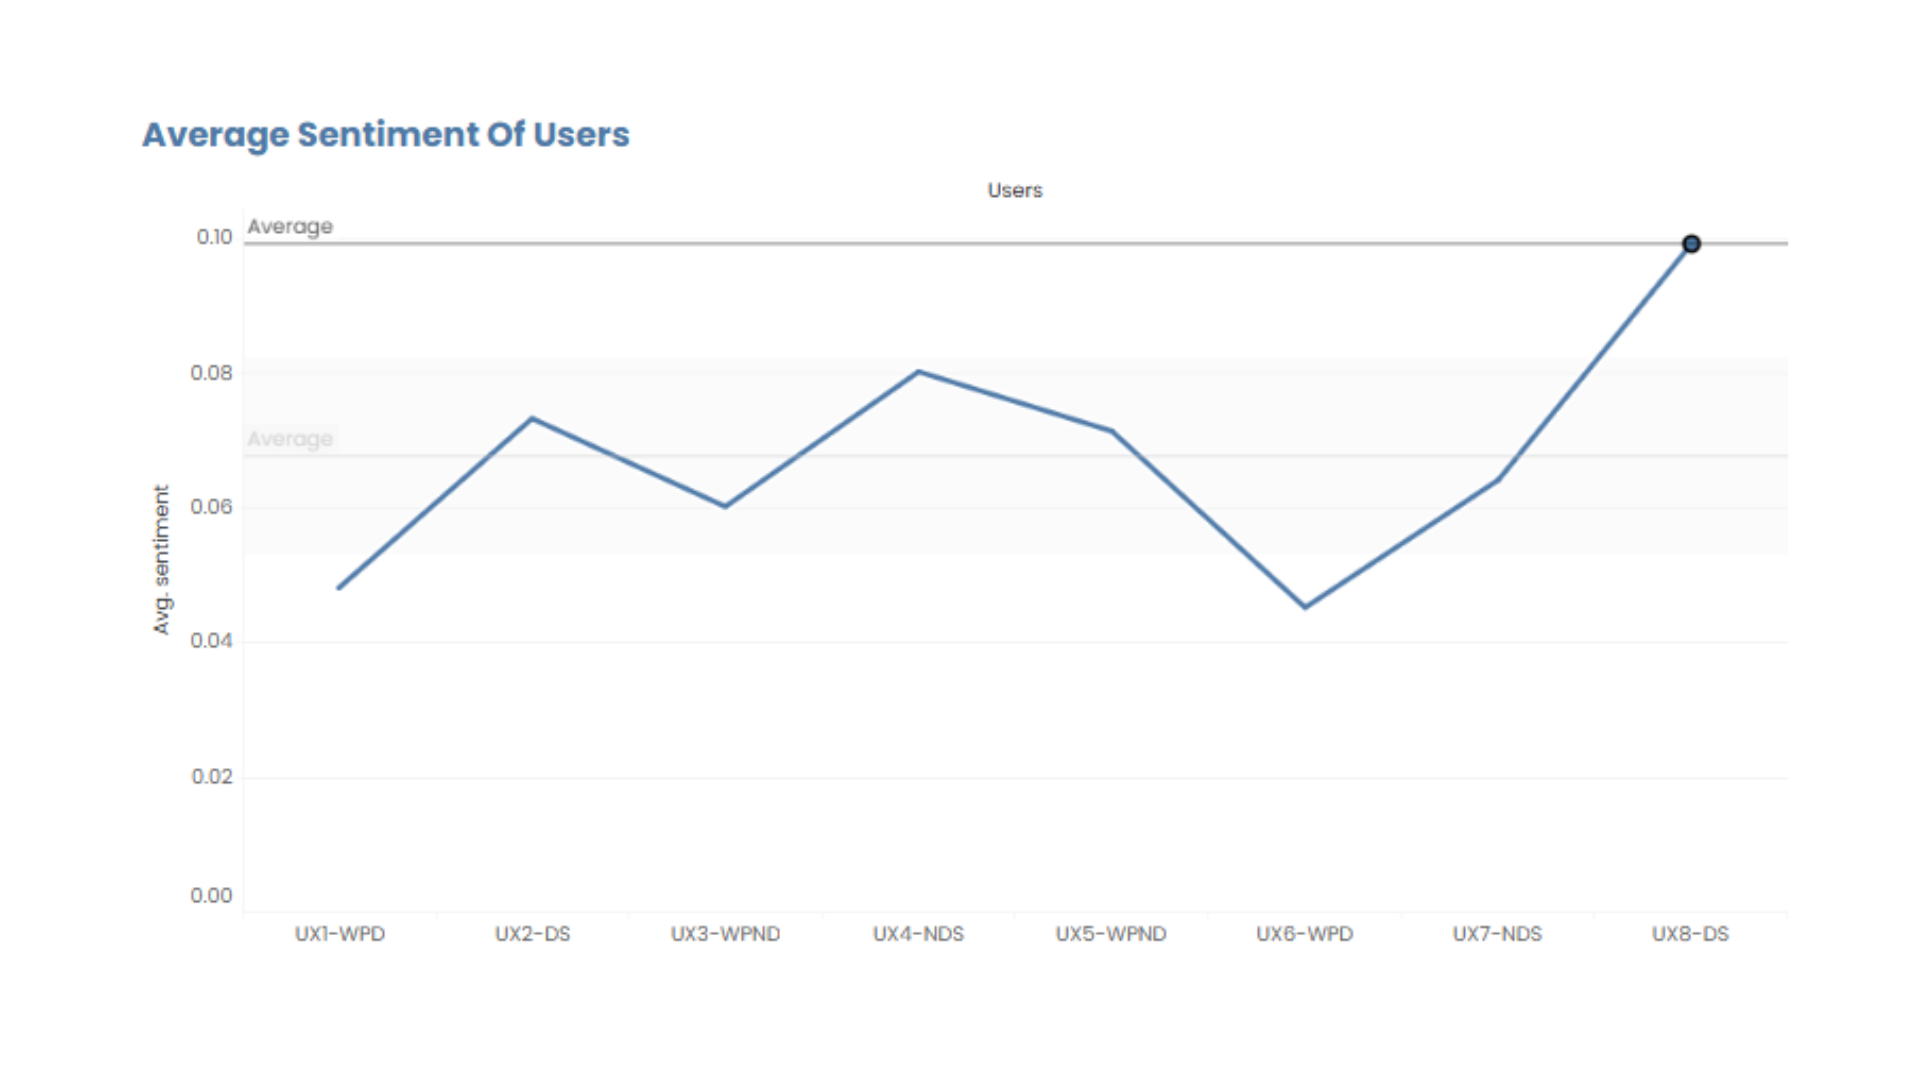 Average Sentiment Of Users
Users
Average
0.10
0.08
Average
0.06
Avg. sentiment
0.04
0.02
0.00
UX1-WPD UX2-DS UX3-WPND UX4-NDS UX5-WPND UX6-WPD UX7-NDS UX8-DS